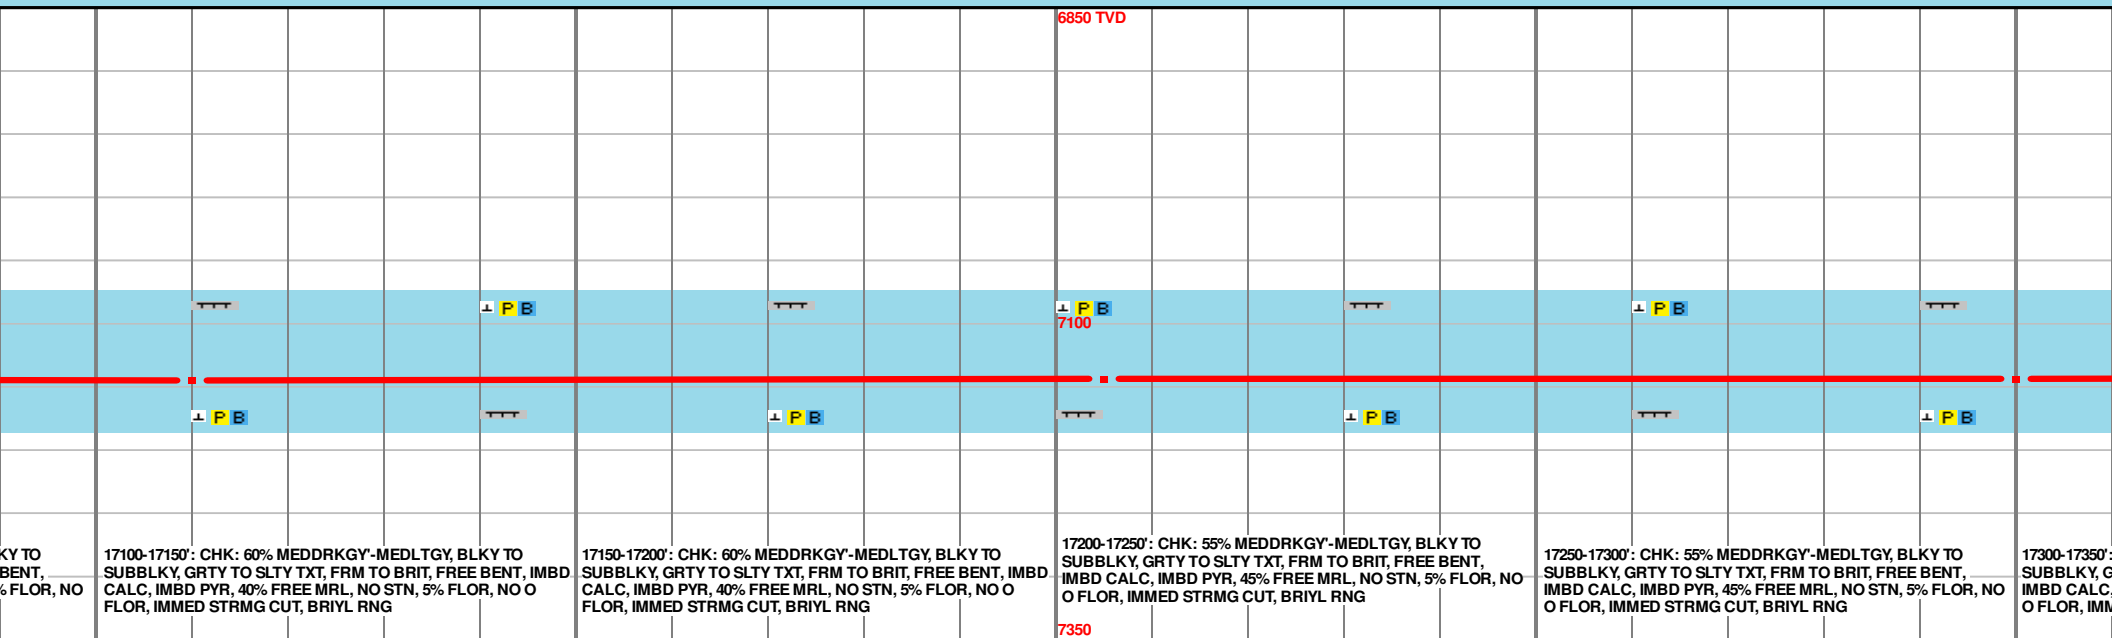 6850 TVD
P B
P B
P B
7100
P B
P B
P B
P B
KY TO
BENT,
% FLOR, NO
17100-17150': CHK: 60% MEDDRKGY'-MEDLTGY, BLKY TO
SUBBLKY, GRTY TO SLTY TXT, FRM TO BRIT, FREE BENT, IMBD
CALC, IMBD PYR, 40% FREE MRL, NO STN, 5% FLOR, NO O
FLOR, IMMED STRMG CUT, BRIYL RNG
17150-17200': CHK: 60% MEDDRKGY'-MEDLTGY, BLKY TO
SUBBLKY, GRTY TO SLTY TXT, FRM TO BRIT, FREE BENT, IMBD
CALC, IMBD PYR, 40% FREE MRL, NO STN, 5% FLOR, NO O
FLOR, IMMED STRMG CUT, BRIYL RNG
17200-17250': CHK: 55% MEDDRKGY'-MEDLTGY, BLKY TO
SUBBLKY, GRTY TO SLTY TXT, FRM TO BRIT, FREE BENT,
IMBD CALC, IMBD PYR, 45% FREE MRL, NO STN, 5% FLOR, NO
O FLOR, IMMED STRMG CUT, BRIYL RNG
17250-17300': CHK: 55% MEDDRKGY'-MEDLTGY, BLKY TO
SUBBLKY, GRTY TO SLTY TXT, FRM TO BRIT, FREE BENT,
IMBD CALC, IMBD PYR, 45% FREE MRL, NO STN, 5% FLOR, NO
O FLOR, IMMED STRMG CUT, BRIYL RNG
17300-17350':
SUBBLKY, G
IMBD CALC,
O FLOR, IMM
7350